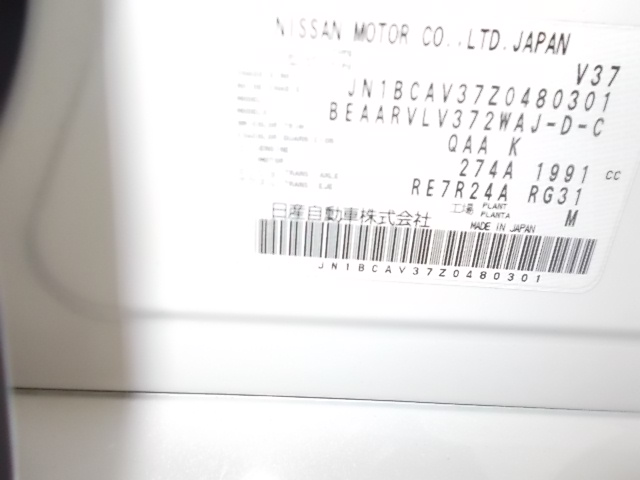 NISSAN MOTOR CO.,LTD.JAPAN
V37
JN1BCAV37Z0480301
BEAARVLV372WAJ-D-C
QAA K
274A 1991 cc
RE7R24A RG31
工場 PLANT PLANTA M
日産自動車株式会社 MADE IN JAPAN
JN1BCAV37Z0480301